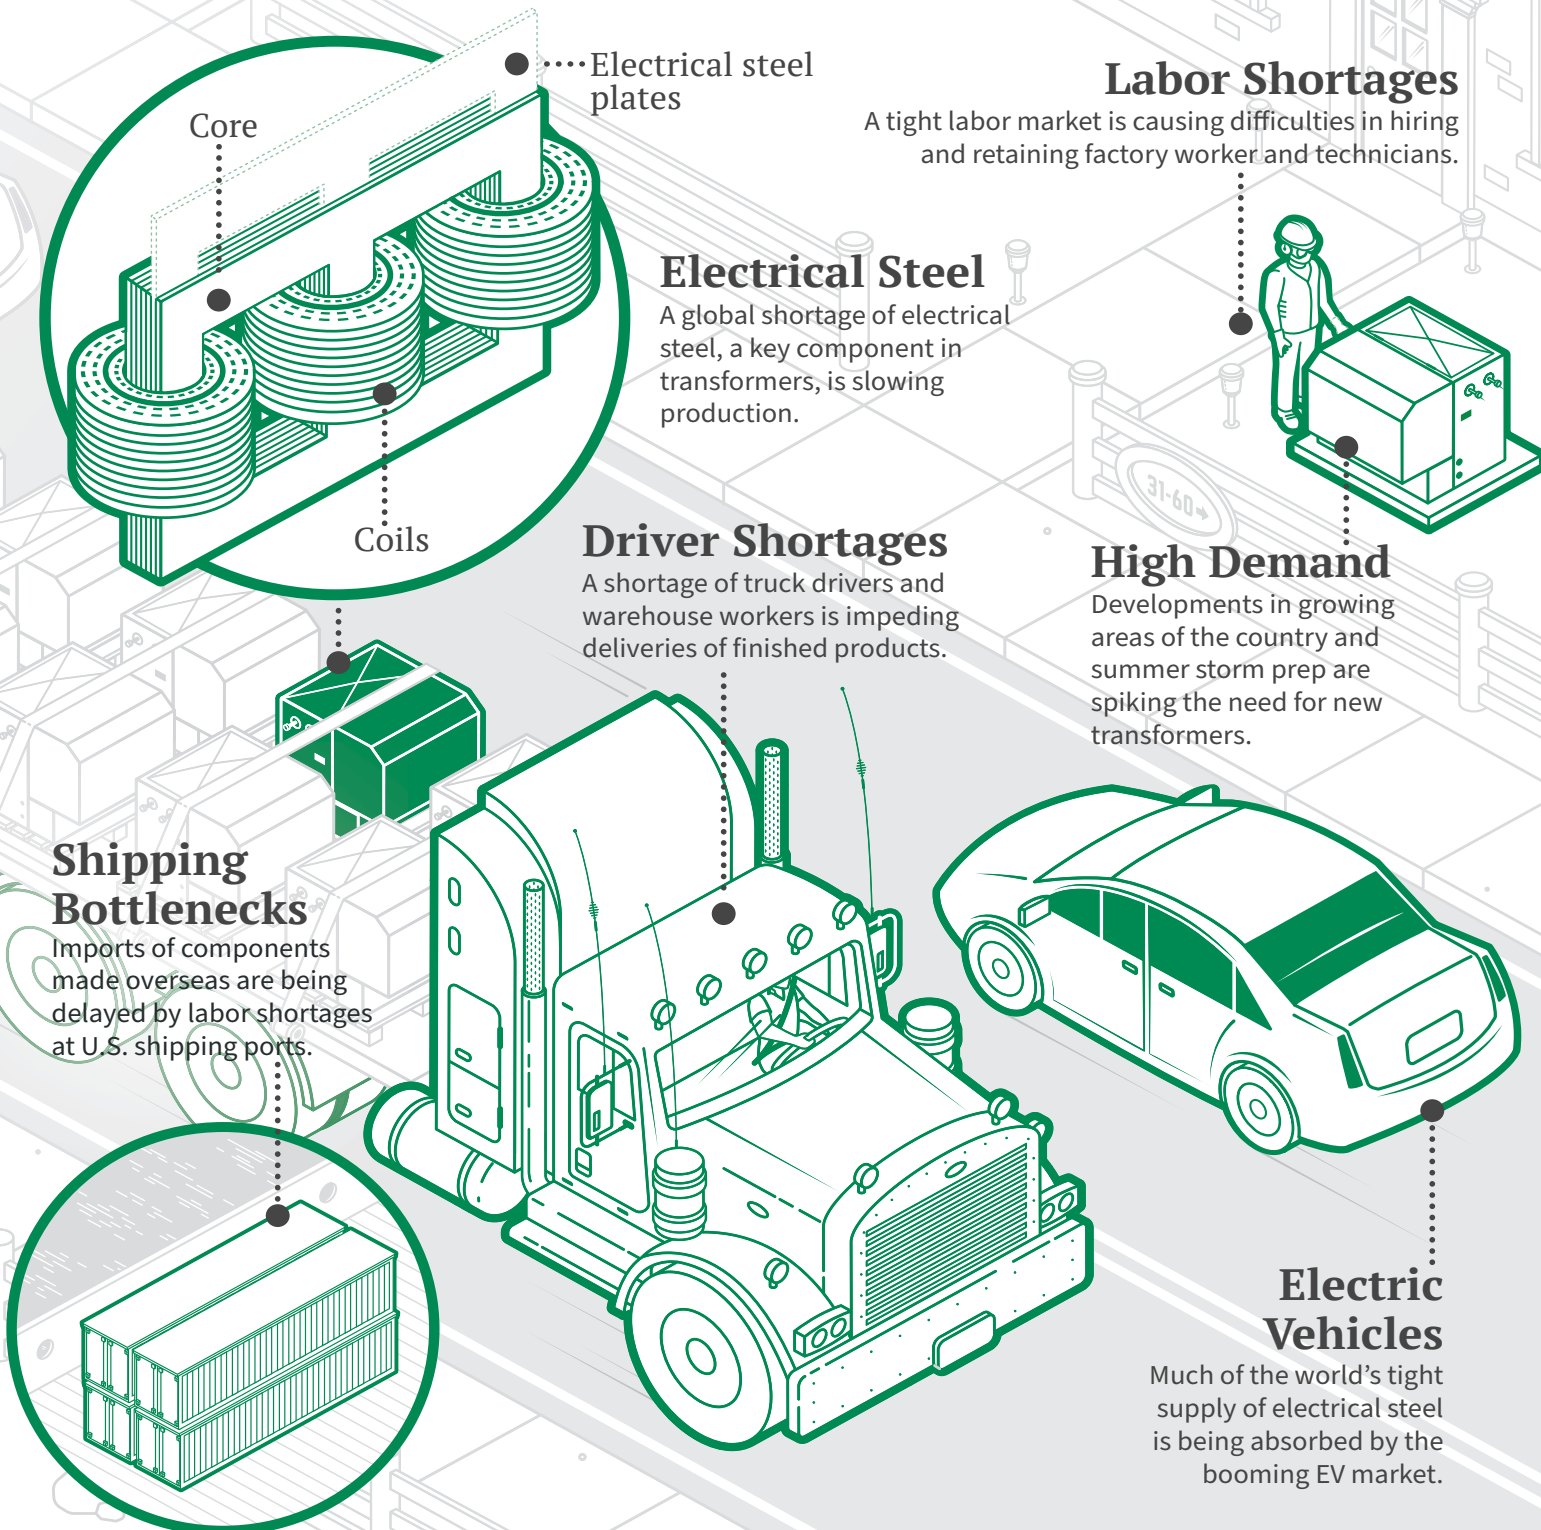 Electrical steel
plates
Core
Coils
Labor Shortages
A tight labor market is causing difficulties in hiring
and retaining factory worker and technicians.
Electrical Steel
A global shortage of electrical
steel, a key component in
transformers, is slowing
production.
31-60→
Driver Shortages
A shortage of truck drivers and
warehouse workers is impeding
deliveries of finished products.
High Demand
Developments in growing
areas of the country and
summer storm prep are
spiking the need for new
transformers.
Shipping
Bottlenecks
Imports of components
made overseas are being
delayed by labor shortages
at U.S. shipping ports.
Electric
Vehicles
Much of the world’s tight
supply of electrical steel
is being absorbed by the
booming EV market.